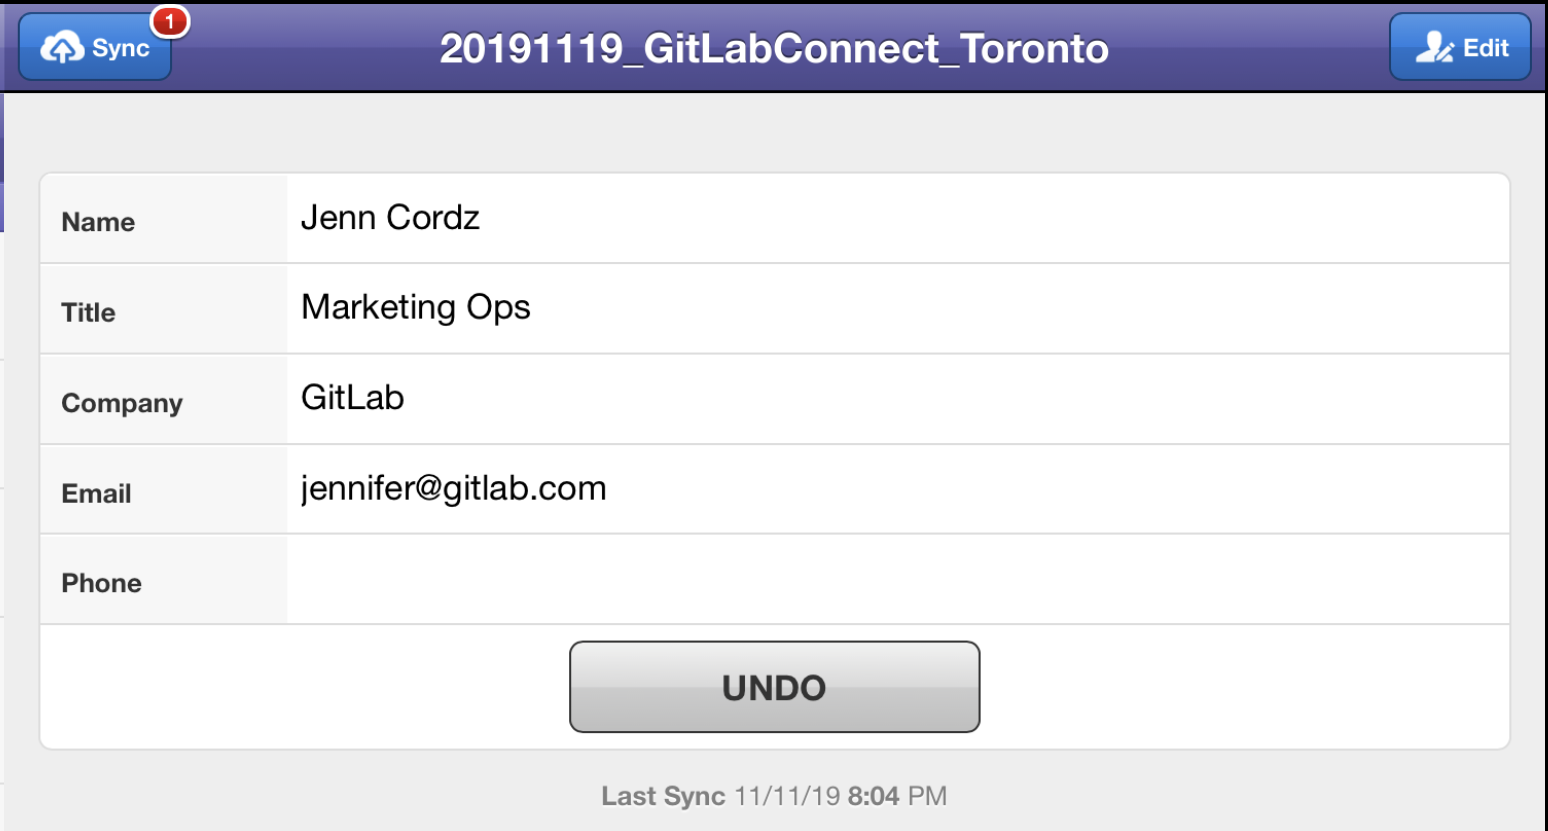 Sync 1
20191119_GitLabConnect_Toronto
Edit
Name Jenn Cordz
Title Marketing Ops
Company GitLab
Email jennifer@gitlab.com
Phone
UNDO
Last Sync 11/11/19 8:04 PM